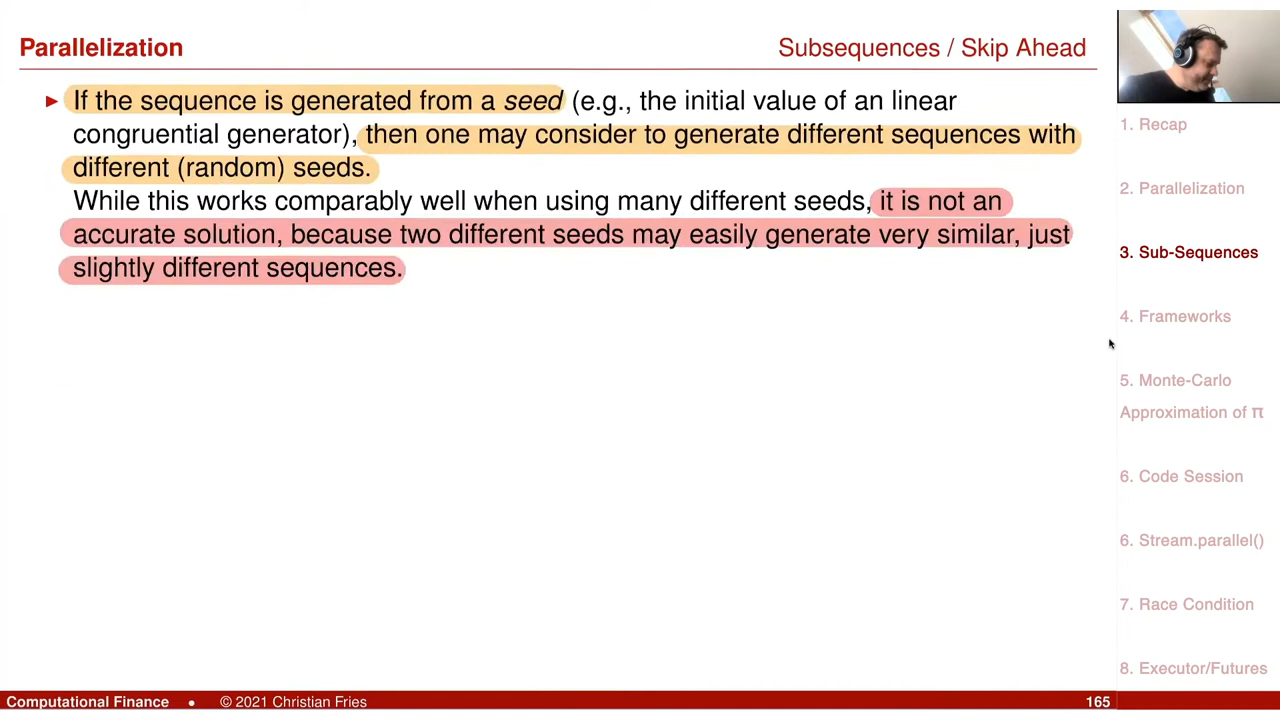 Parallelization
Subsequences / Skip Ahead
► If the sequence is generated from a seed (e.g., the initial value of an linear
congruential generator), then one may consider to generate different sequences with
different (random) seeds.
While this works comparably well when using many different seeds, it is not an
accurate solution, because two different seeds may easily generate very similar, just
slightly different sequences.
1. Recap
2. Parallelization
3. Sub-Sequences
4. Frameworks
5. Monte-Carlo
Approximation of π
6. Code Session
6. Stream.parallel()
7. Race Condition
8. Executor/Futures
Computational Finance • © 2021 Christian Fries 165